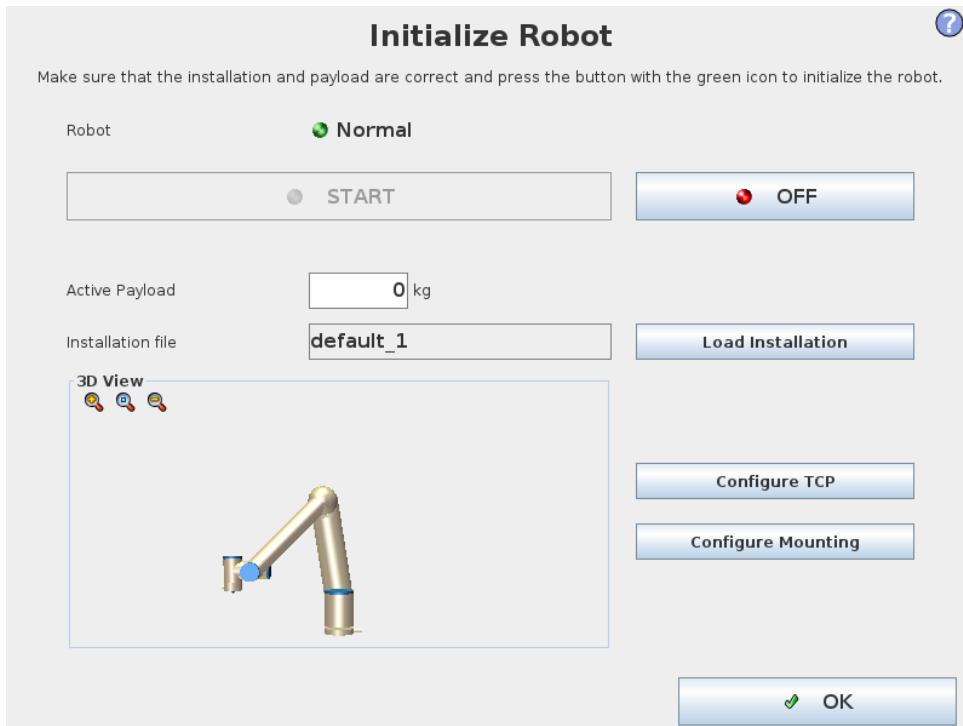 Initialize Robot
?
Make sure that the installation and payload are correct and press the button with the green icon to initialize the robot.
Robot
Normal
START
OFF
Active Payload
0 kg
Installation file
default_1
Load Installation
3D View
Configure TCP
Configure Mounting
OK